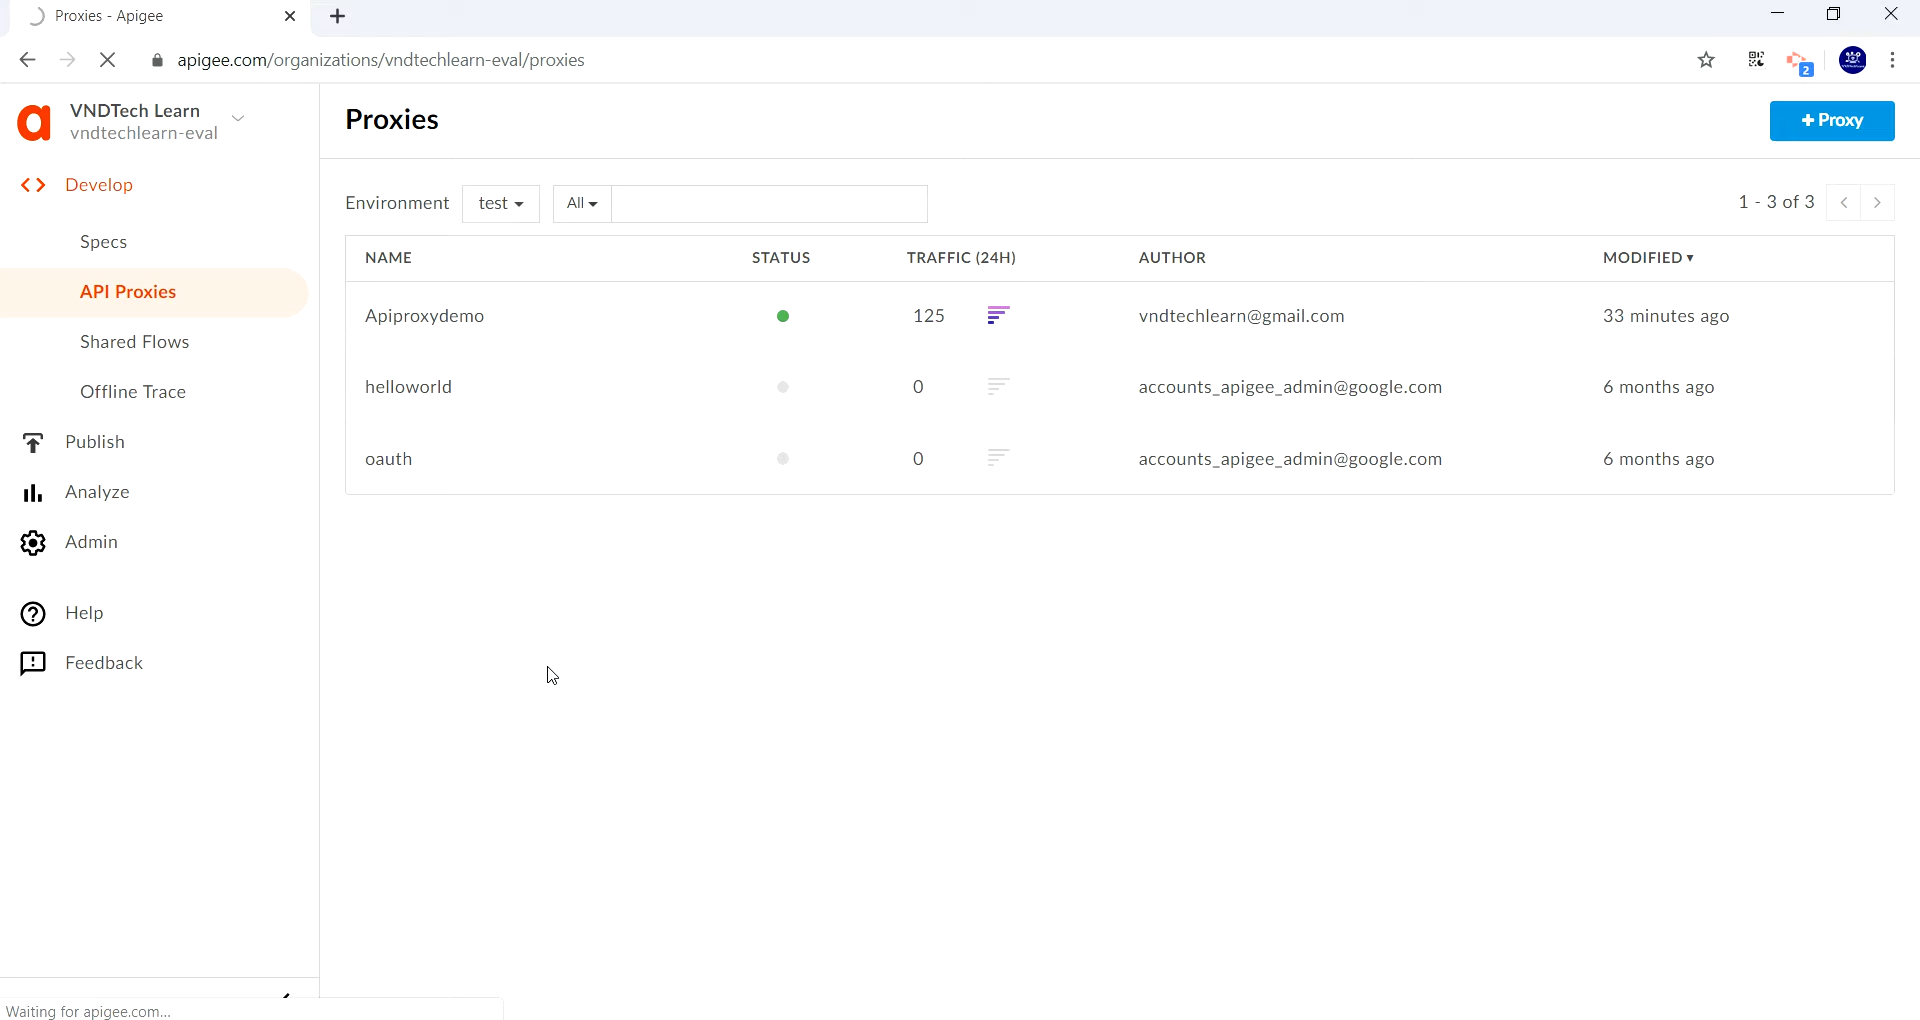 Proxies - Apigee
apigee.com/organizations/vndtechlearn-eval/proxies
2
VNDTech Learn
vndtechlearn-eval
Develop
Specs
API Proxies
Shared Flows
Offline Trace
Publish
Analyze
Admin
Help
Feedback
Proxies
+ Proxy
Environment test All
1 - 3 of 3
NAME STATUS TRAFFIC (24H) AUTHOR MODIFIED
Apiproxydemo 125 vndtechlearn@gmail.com 33 minutes ago
helloworld 0 accounts_apigee_admin@google.com 6 months ago
oauth 0 accounts_apigee_admin@google.com 6 months ago
Waiting for apigee.com...